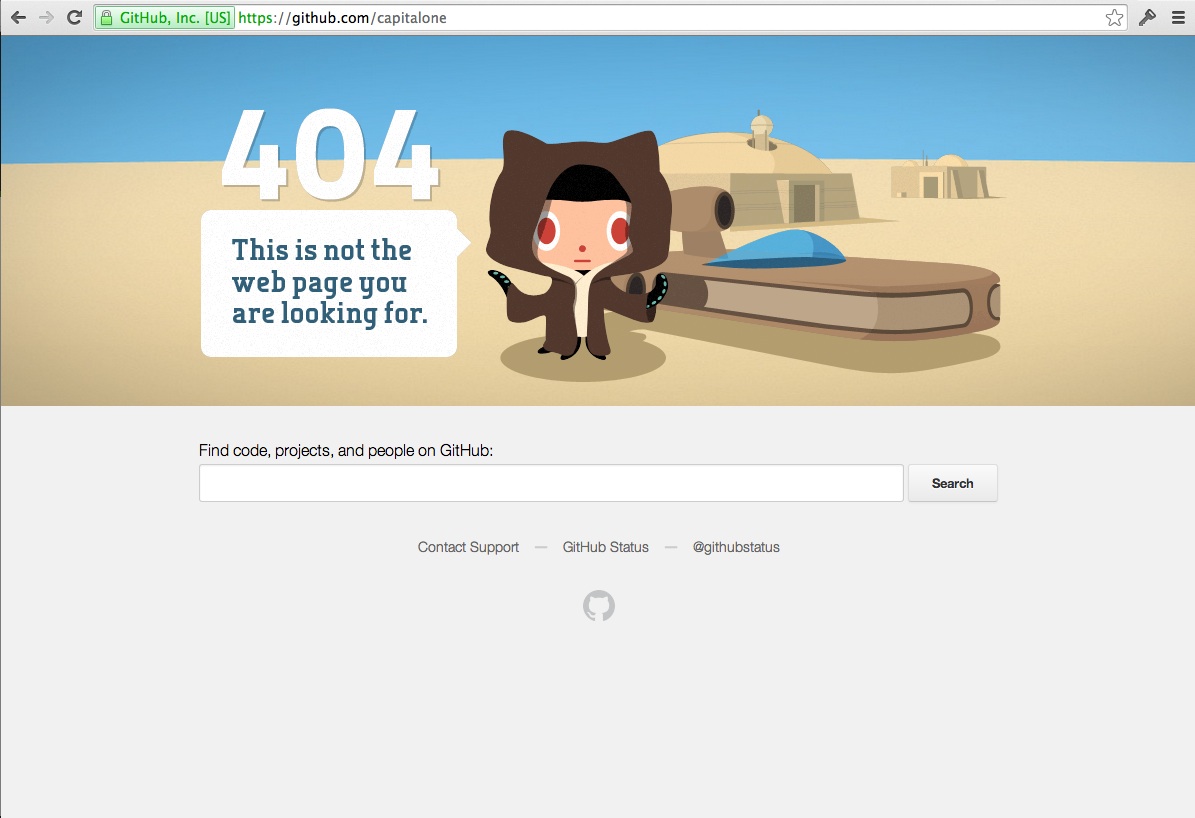 GitHub, Inc. [US] https://github.com/capitalone
404
This is not the
web page you
are looking for.
Find code, projects, and people on GitHub:
Search
Contact Support — GitHub Status — @githubstatus